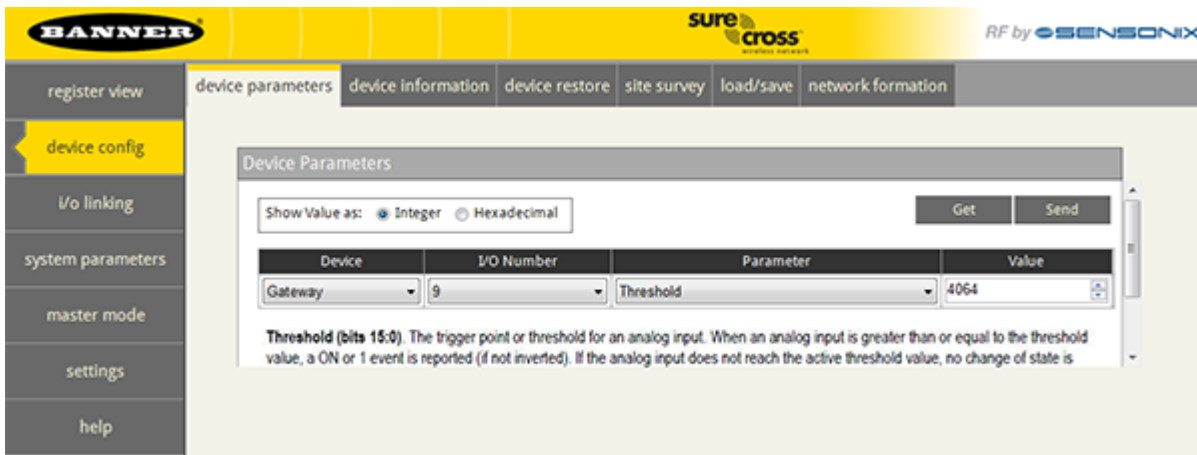 BANNER
sure cross
wireless network
RF by SENSONIX
register view
device config
i/o linking
system parameters
master mode
settings
help
device parameters device information device restore site survey load/save network formation
Device Parameters
Show Value as: Integer Hexadecimal Get Send
Device I/O Number Parameter Value
Gateway 9 Threshold 4064
Threshold (bits 15:0). The trigger point or threshold for an analog input. When an analog input is greater than or equal to the threshold
value, a ON or 1 event is reported (if not inverted). If the analog input does not reach the active threshold value, no change of state is